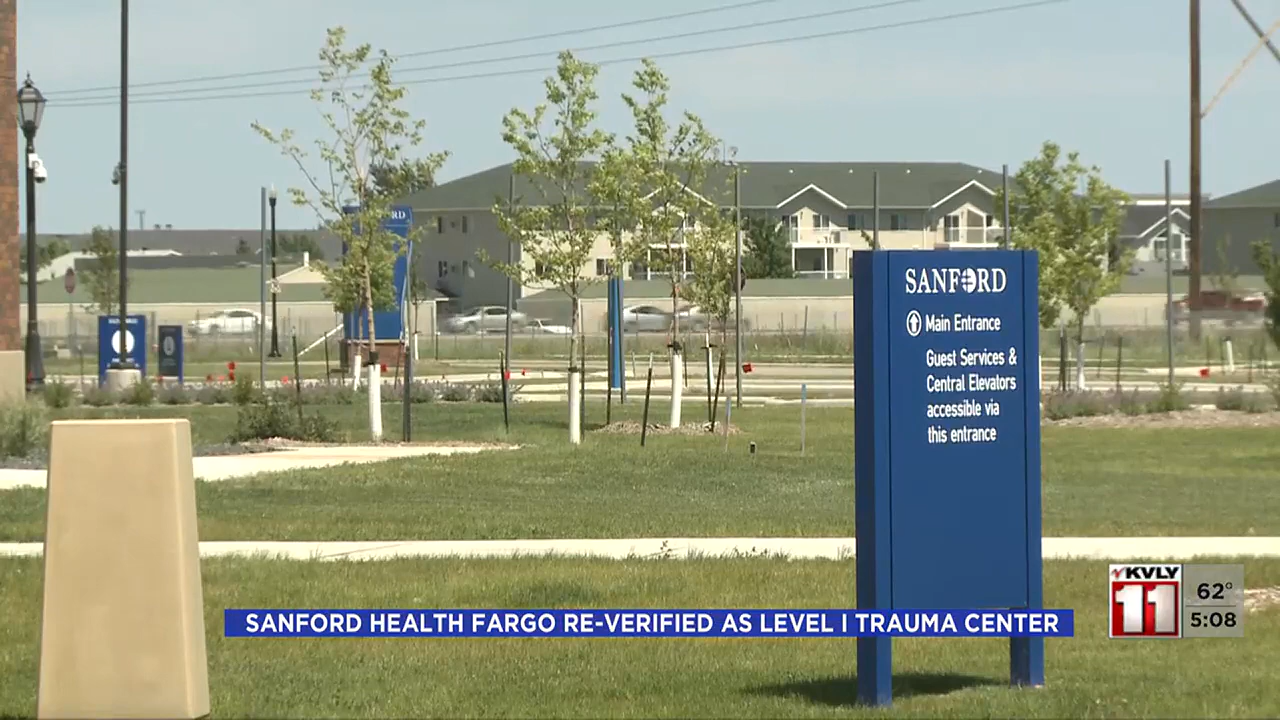 SANFORD
Main Entrance
Guest Services &
Central Elevators
accessible via
this entrance
SANFORD HEALTH FARGO RE-VERIFIED AS LEVEL I TRAUMA CENTER
KVLY
11
62°
5:08